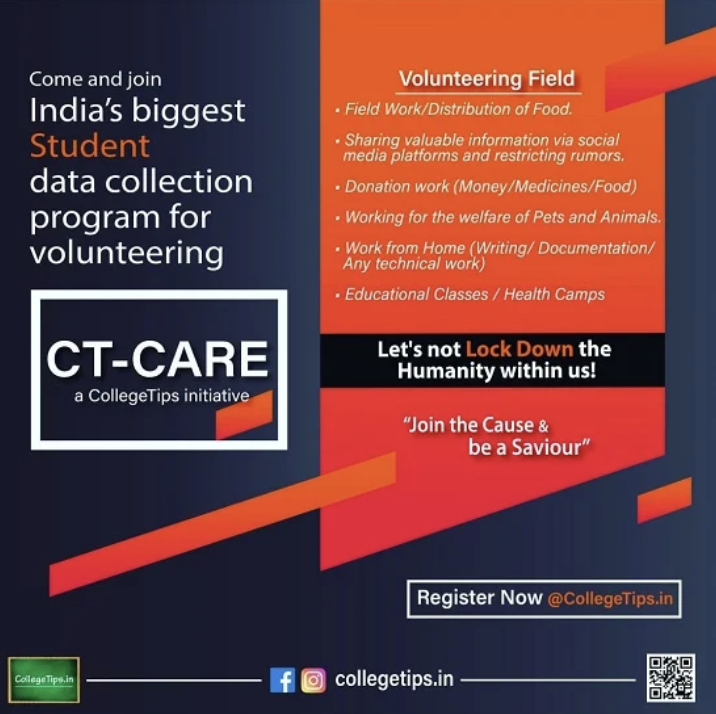 Come and join
India's biggest
Student
data collection
program for
volunteering
CT-CARE
a CollegeTips initiative
Volunteering Field
• Field Work/Distribution of Food.
• Sharing valuable information via social
media platforms and restricting rumors.
• Donation work (Money/Medicines/Food)
• Working for the welfare of Pets and Animals.
• Work from Home (Writing/ Documentation/
Any technical work)
• Educational Classes / Health Camps
Let's not Lock Down the
Humanity within us!
“Join the Cause &
be a Saviour”
Register Now @CollegeTips.in
CollegeTips.in
collegetips.in